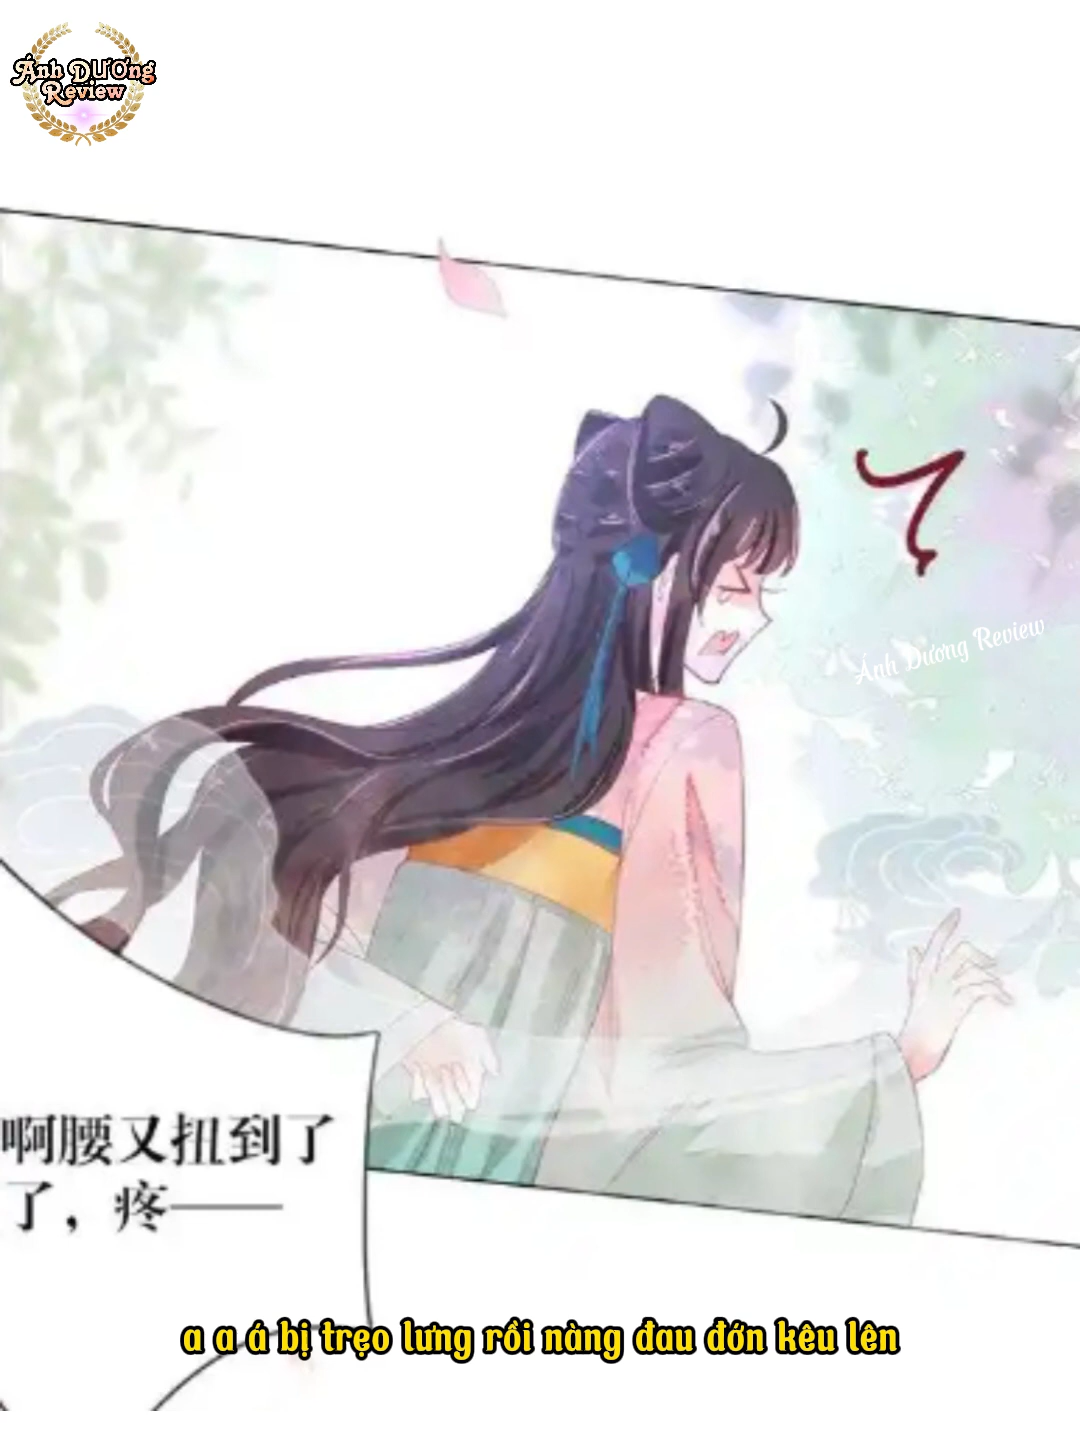 Ánh Dương
Review
Ánh Dương Review
啊腰又扭到了
了，疼——
a a á bị trẹo lưng rồi nàng đau đớn kêu lên